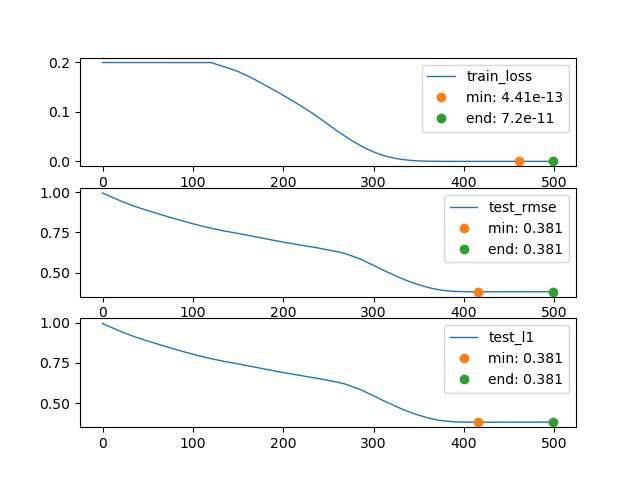 0.2
0.1
0.0
train_loss
min: 4.41e-13
end: 7.2e-11
0 100 200 300 400 500
1.00
0.75
0.50
test_rmse
min: 0.381
end: 0.381
0 100 200 300 400 500
1.00
0.75
0.50
test_l1
min: 0.381
end: 0.381
0 100 200 300 400 500